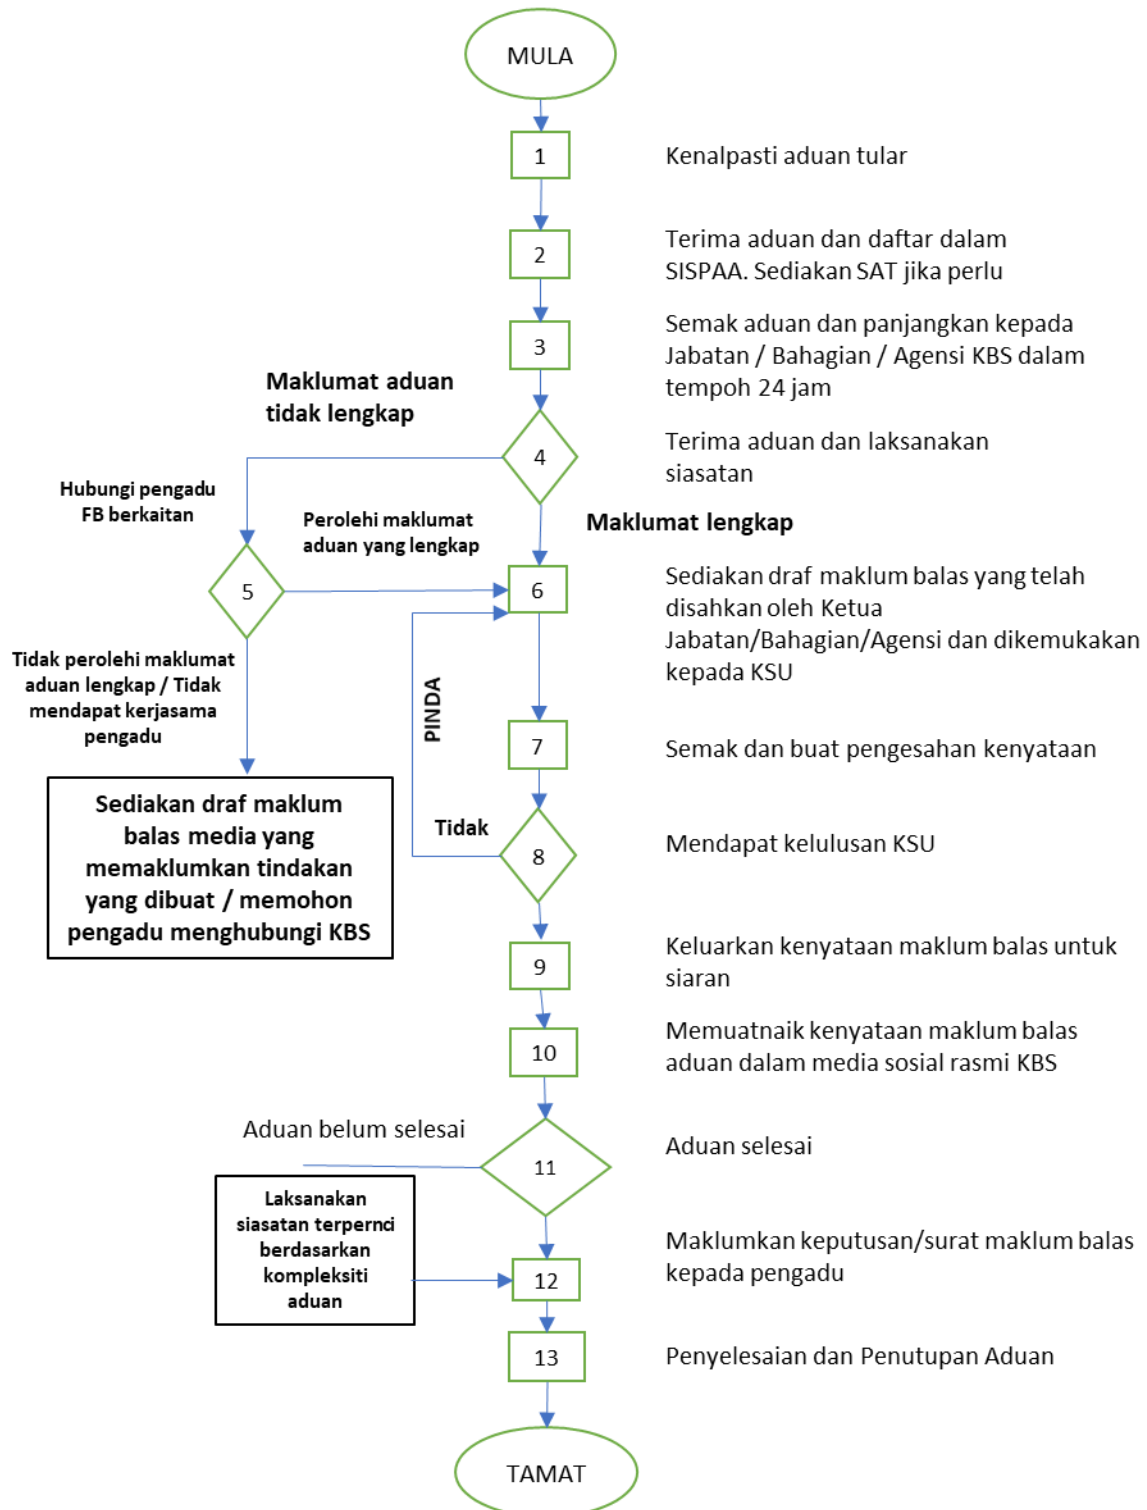 MULA
1
Kenalpasti aduan tular
2
Terima aduan dan daftar dalam
SISPAA. Sediakan SAT jika perlu
3
Semak aduan dan panjangkan kepada
Jabatan / Bahagian / Agensi KBS dalam
tempoh 24 jam
Maklumat aduan
tidak lengkap
4
Terima aduan dan laksanakan
siasatan
Hubungi pengadu
FB berkaitan
Perolehi maklumat
aduan yang lengkap
Maklumat lengkap
5
6
Sediakan draf maklum balas yang telah
disahkan oleh Ketua
Jabatan/Bahagian/Agensi dan dikemukakan
kepada KSU
Tidak perolehi maklumat
aduan lengkap / Tidak
mendapat kerjasama
pengadu
PINDA
7
Semak dan buat pengesahan kenyataan
Sediakan draf maklum
balas media yang
memaklumkan tindakan
yang dibuat / memohon
pengadu menghubungi KBS
Tidak
8
Mendapat kelulusan KSU
9
Keluarkan kenyataan maklum balas untuk
siaran
10
Memuatnaik kenyataan maklum balas
aduan dalam media sosial rasmi KBS
Aduan belum selesai
11
Aduan selesai
Laksanakan
siasatan terpernci
berdasarkan
kompleksiti
aduan
12
Maklumkan keputusan/surat maklum balas
kepada pengadu
13
Penyelesaian dan Penutupan Aduan
TAMAT